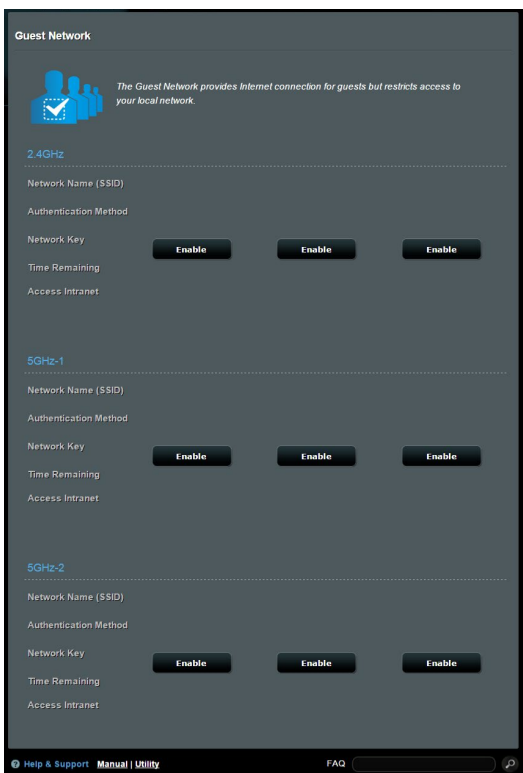 Guest Network
The Guest Network provides Internet connection for guests but restricts access to
your local network.
2.4GHz
Network Name (SSID)
Authentication Method
Network Key
Enable Enable Enable
Time Remaining
Access Intranet
5GHz-1
Network Name (SSID)
Authentication Method
Network Key
Enable Enable Enable
Time Remaining
Access Intranet
5GHz-2
Network Name (SSID)
Authentication Method
Network Key
Enable Enable Enable
Time Remaining
Access Intranet
? Help & Support Manual | Utility FAQ